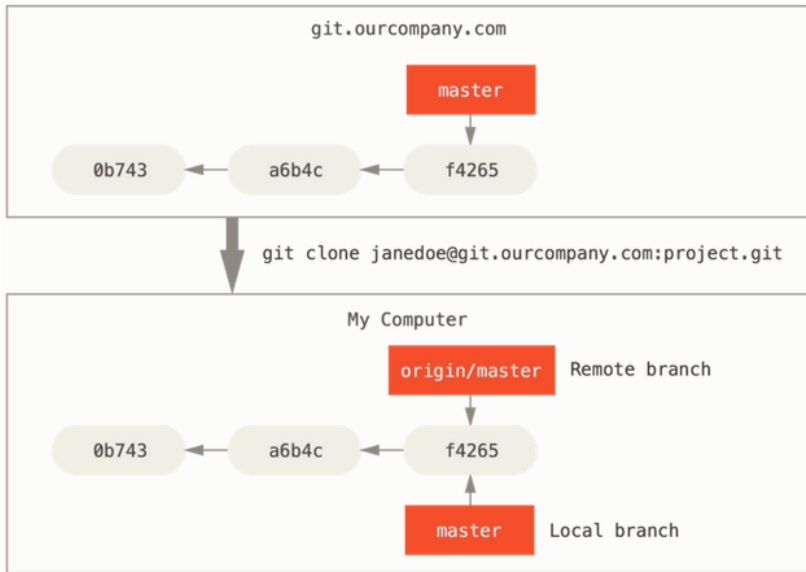 git.ourcompany.com
master
0b743 a6b4c f4265
git clone janedoe@git.ourcompany.com:project.git
My Computer
origin/master Remote branch
0b743 a6b4c f4265
master Local branch